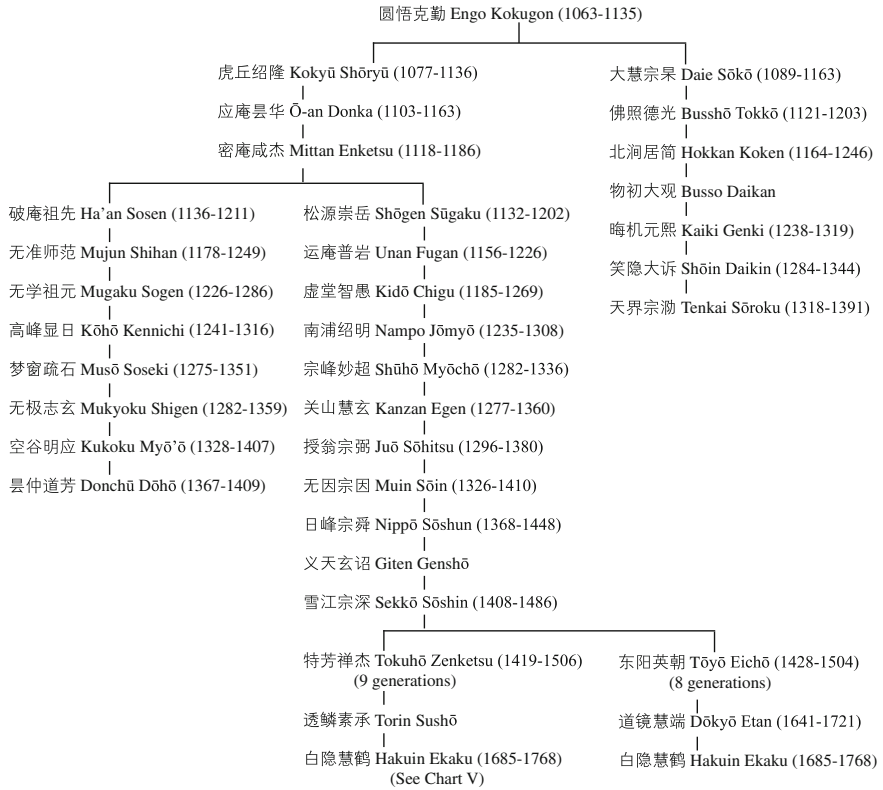 圆悟克勤 Engo Kokugon (1063-1135)
虎丘绍隆 Kokyū Shōryū (1077-1136)
应庵昙华 Ō-an Donka (1103-1163)
密庵咸杰 Mittan Enketsu (1118-1186)
大慧宗杲 Daie Sōkō (1089-1163)
佛照德光 Busshō Tokkō (1121-1203)
北涧居简 Hokkan Koken (1164-1246)
物初大观 Busso Daikan
晦机元熙 Kaiki Genki (1238-1319)
笑隐大䜣 Shōin Daikin (1284-1344)
天界宗泐 Tenkai Sōroku (1318-1391)
破庵祖先 Ha’an Sosen (1136-1211)
无准师范 Mujun Shihan (1178-1249)
无学祖元 Mugaku Sogen (1226-1286)
高峰显日 Kōhō Kennichi (1241-1316)
梦窗疏石 Musō Soseki (1275-1351)
无极志玄 Mukyoku Shigen (1282-1359)
空谷明应 Kukoku Myō’ō (1328-1407)
昙仲道芳 Donchū Dōhō (1367-1409)
松源崇岳 Shōgen Sūgaku (1132-1202)
运庵普岩 Unan Fugan (1156-1226)
虚堂智愚 Kidō Chigu (1185-1269)
南浦绍明 Nampo Jōmyō (1235-1308)
宗峰妙超 Shūhō Myōchō (1282-1336)
关山慧玄 Kanzan Egen (1277-1360)
授翁宗弼 Juō Sōhitsu (1296-1380)
无因宗因 Muin Sōin (1326-1410)
日峰宗舜 Nippō Sōshun (1368-1448)
义天玄诏 Giten Genshō
雪江宗深 Sekkō Sōshin (1408-1486)
特芳禅杰 Tokuhō Zenketsu (1419-1506)
(9 generations)
透鳞素承 Torin Sushō
白隐慧鹤 Hakuin Ekaku (1685-1768)
(See Chart V)
东阳英朝 Tōyō Eichō (1428-1504)
(8 generations)
道镜慧端 Dōkyō Etan (1641-1721)
白隐慧鹤 Hakuin Ekaku (1685-1768)